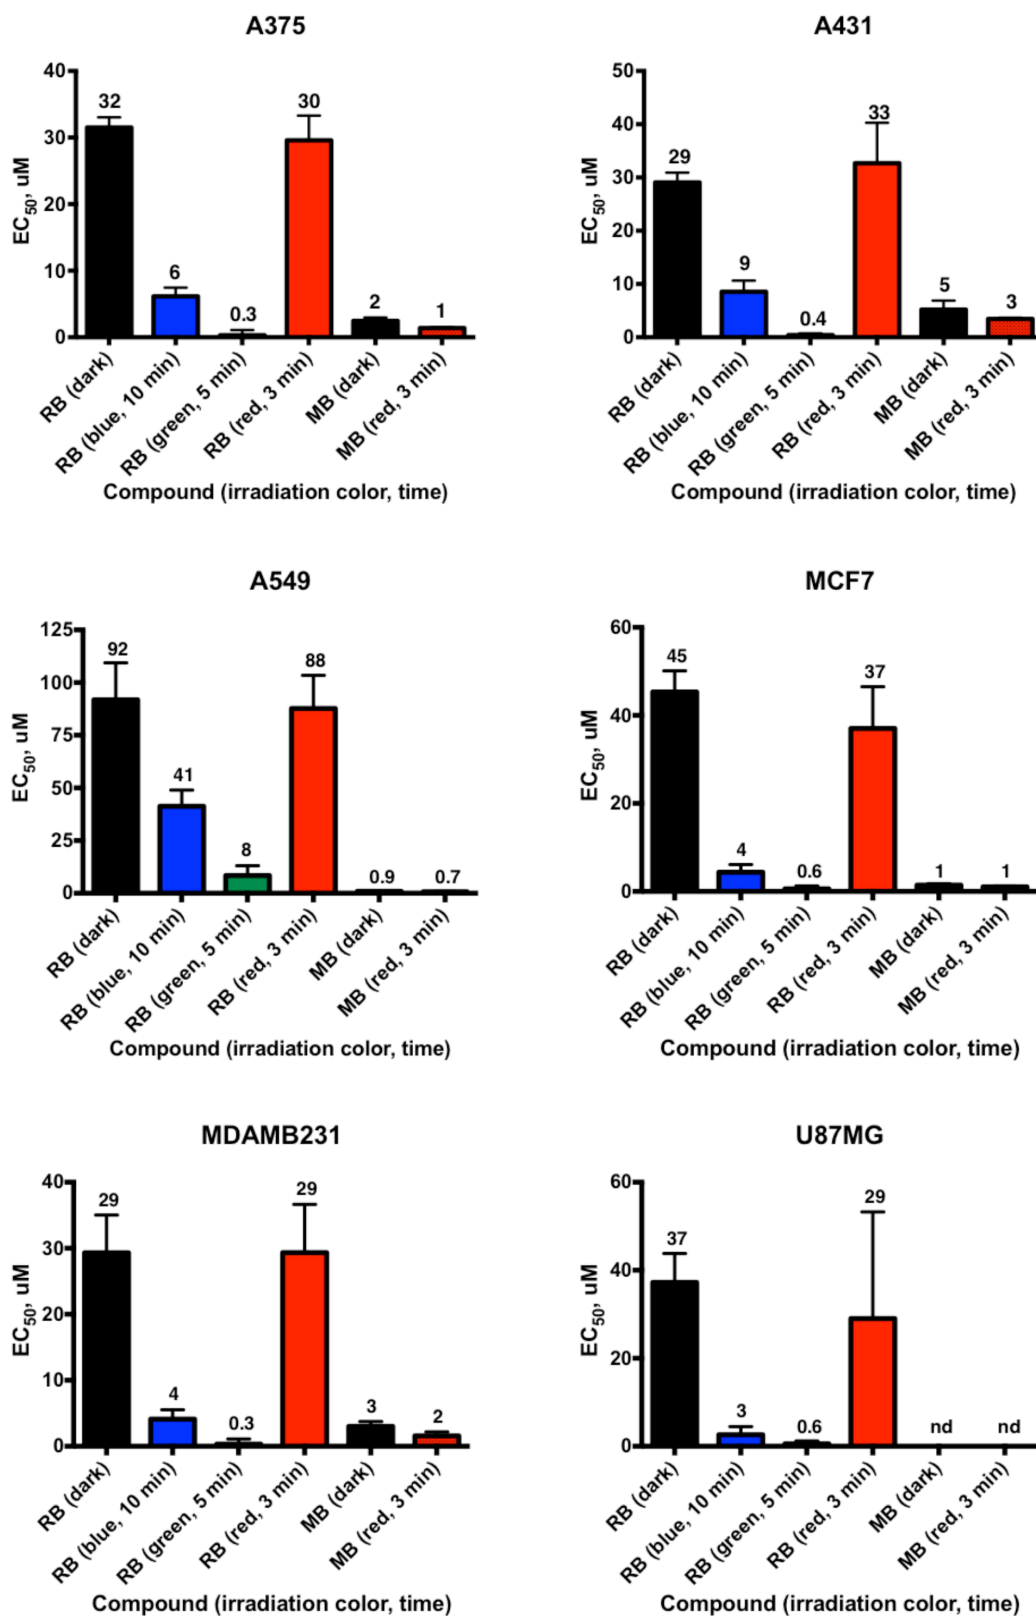 A375
40
30
20
10
0
EC50, uM
32
6
0.3
30
2
1
RB (dark)
RB (blue, 10 min)
RB (green, 5 min)
RB (red, 3 min)
MB (dark)
MB (red, 3 min)
Compound (irradiation color, time)
A431
50
40
30
20
10
0
EC50, uM
29
9
0.4
33
5
3
RB (dark)
RB (blue, 10 min)
RB (green, 5 min)
RB (red, 3 min)
MB (dark)
MB (red, 3 min)
Compound (irradiation color, time)
A549
125
100
75
50
25
0
EC50, uM
92
41
8
88
0.9
0.7
RB (dark)
RB (blue, 10 min)
RB (green, 5 min)
RB (red, 3 min)
MB (dark)
MB (red, 3 min)
Compound (irradiation color, time)
MCF7
60
40
20
0
EC50, uM
45
4
0.6
37
1
1
RB (dark)
RB (blue, 10 min)
RB (green, 5 min)
RB (red, 3 min)
MB (dark)
MB (red, 3 min)
Compound (irradiation color, time)
MDAMB231
40
30
20
10
0
EC50, uM
29
4
0.3
29
3
2
RB (dark)
RB (blue, 10 min)
RB (green, 5 min)
RB (red, 3 min)
MB (dark)
MB (red, 3 min)
Compound (irradiation color, time)
U87MG
60
40
20
0
EC50, uM
37
3
0.6
29
nd
nd
RB (dark)
RB (blue, 10 min)
RB (green, 5 min)
RB (red, 3 min)
MB (dark)
MB (red, 3 min)
Compound (irradiation color, time)